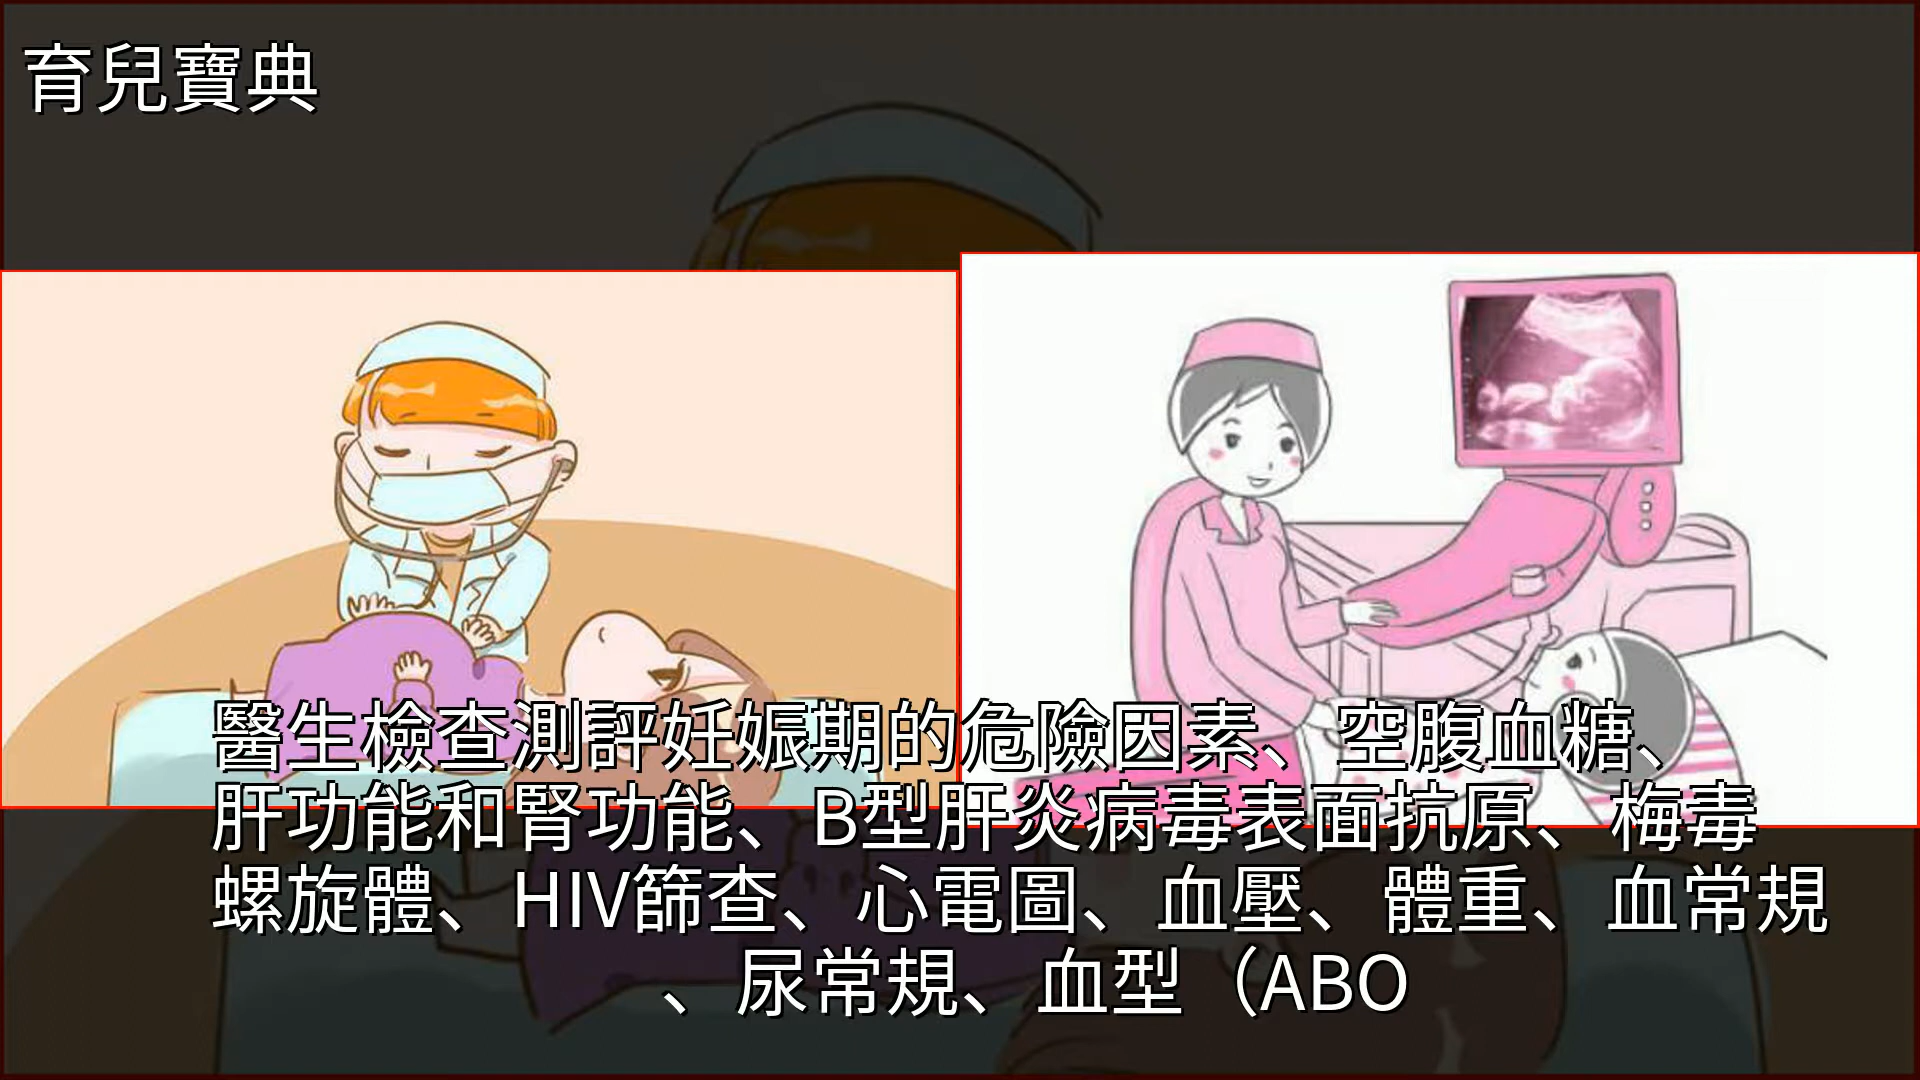 育兒寶典
醫生檢查測評妊娠期的危險因素、空腹血糖、
肝功能和腎功能、B型肝炎病毒表面抗原、梅毒
螺旋體、HIV篩查、心電圖、血壓、體重、血常規
、尿常規、血型（ABO